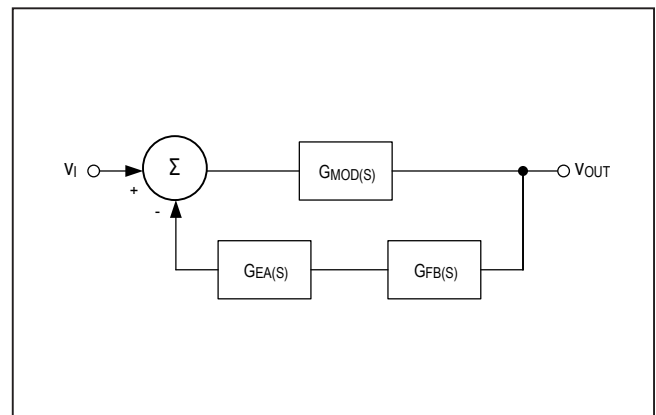 VI
+
-
Σ
GMOD(S)
VOUT
GEA(S)
GFB(S)